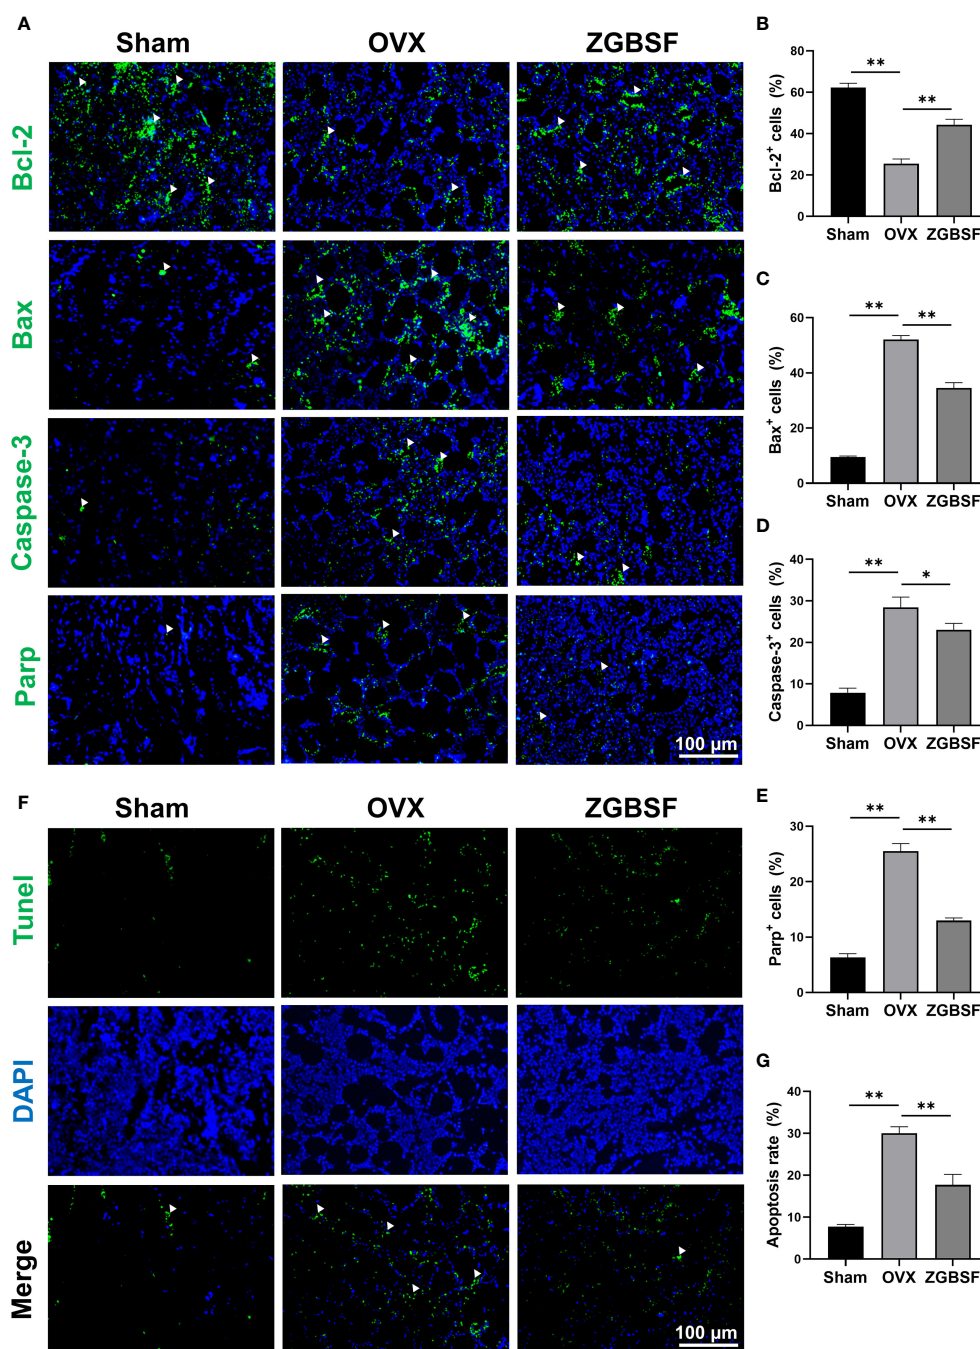 A
Sham OVX ZGBSF
Bcl-2
Bax
Caspase-3
Parp
100 μm
B
Bcl-2⁺ cells (%)
80
60
40
20
0
** **
Sham OVX ZGBSF
C
Bax⁺ cells (%)
60
40
20
0
** **
Sham OVX ZGBSF
D
Caspase-3⁺ cells (%)
40
30
20
10
0
** *
Sham OVX ZGBSF
E
Parp⁺ cells (%)
30
20
10
0
** **
Sham OVX ZGBSF
F
Sham OVX ZGBSF
Tunel
DAPI
Merge
100 μm
G
Apoptosis rate (%)
40
30
20
10
0
** **
Sham OVX ZGBSF